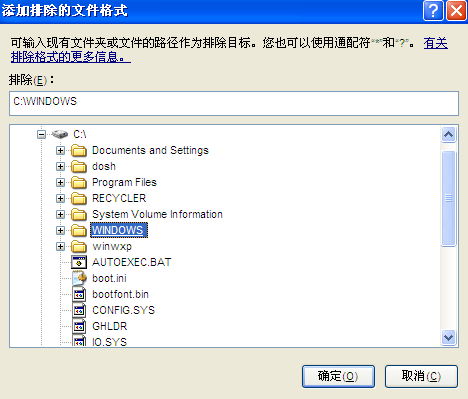 添加排除的文件格式
可输入现有文件夹或文件的路径作为排除目标。您也可以使用通配符“*”和“?”。 有关
排除格式的更多信息。
排除(E)：
C:\WINDOWS
C:\
Documents and Settings
dosh
Program Files
RECYCLER
System Volume Information
WINDOWS
winwxp
AUTOEXEC.BAT
boot.ini
bootfont.bin
CONFIG.SYS
GHLDR
IO.SYS
确定(O) 取消(C)